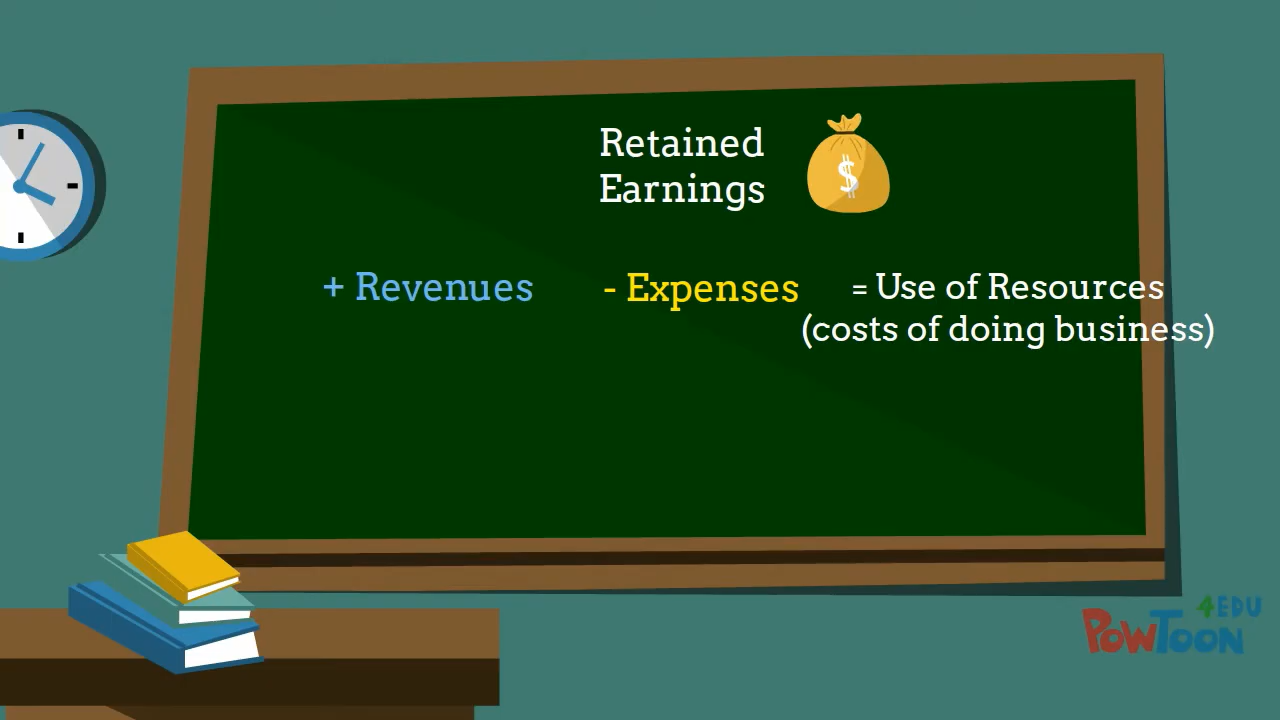 Retained
Earnings
$
+ Revenues - Expenses = Use of Resources
(costs of doing business)
POWTOON
4EDU